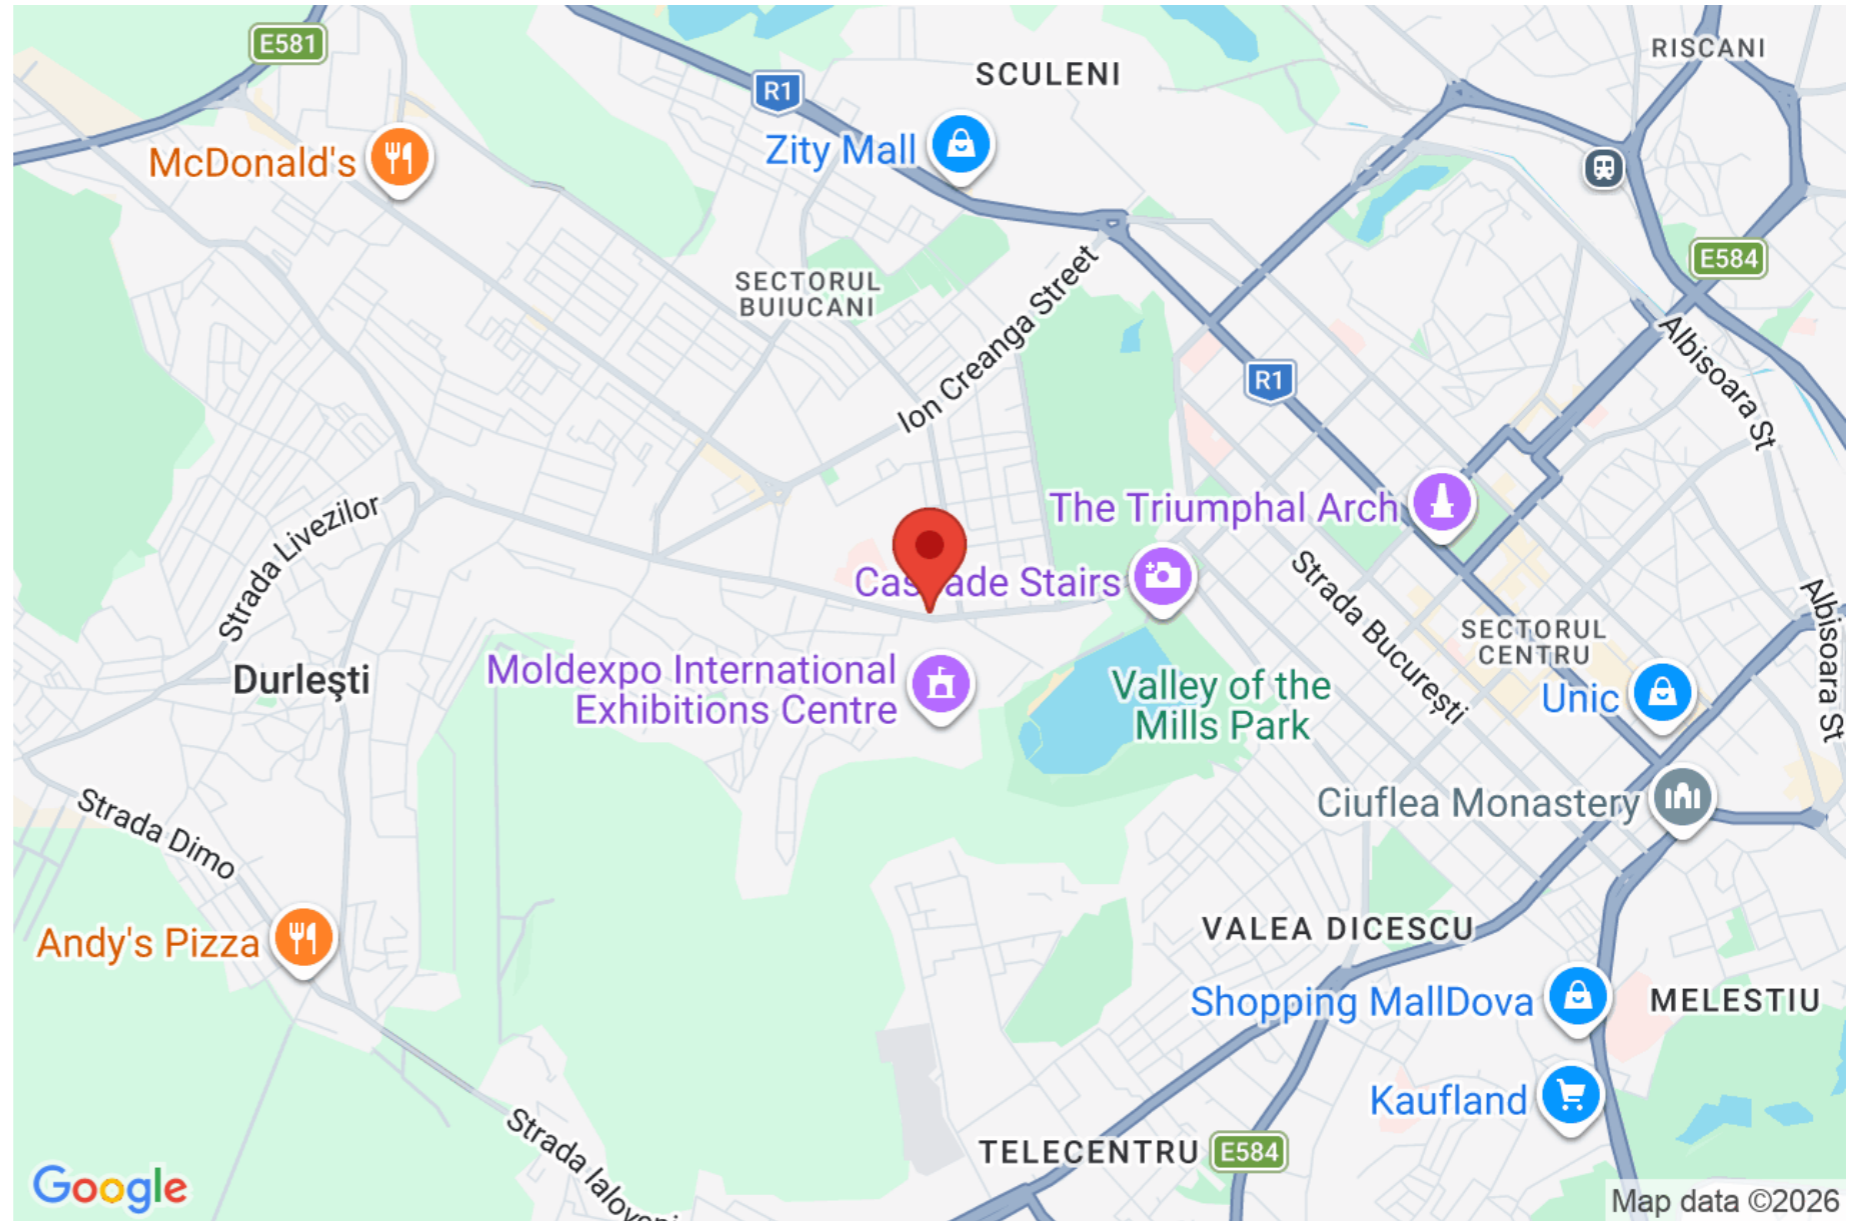 E581
RISCANI
SCULENI
R1
Zity Mall
McDonald's
E584
SECTORUL
BUIUCANI
Ion Creanga Street
Albisoara St
R1
The Triumphal Arch
Strada Livezilor
Cascade Stairs
Strada București
Albisoara St
SECTORUL
CENTRU
Durleşti
Moldexpo International
Exhibitions Centre
Valley of the
Mills Park
Unic
Strada Dimo
Ciuflea Monastery
Andy's Pizza
VALEA DICESCU
Shopping MallDova
MELESTIU
Kaufland
Strada
TELECENTRU
E584
Google
Map data ©2026